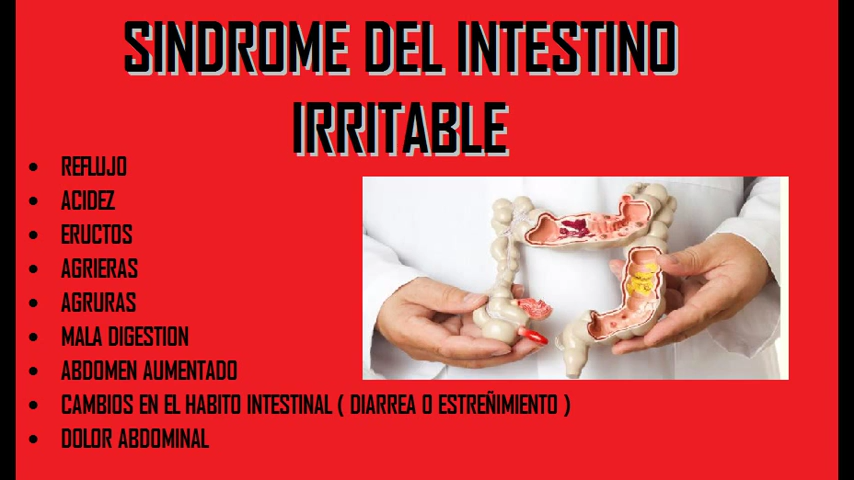 SINDROME DEL INTESTINO
IRRITABLE
• REFLUJO
• ACIDEZ
• ERUCTOS
• AGRIERAS
• AGRURAS
• MALA DIGESTION
• ABDOMEN AUMENTADO
• CAMBIOS EN EL HABITO INTESTINAL ( DIARREA O ESTREÑIMIENTO )
• DOLOR ABDOMINAL